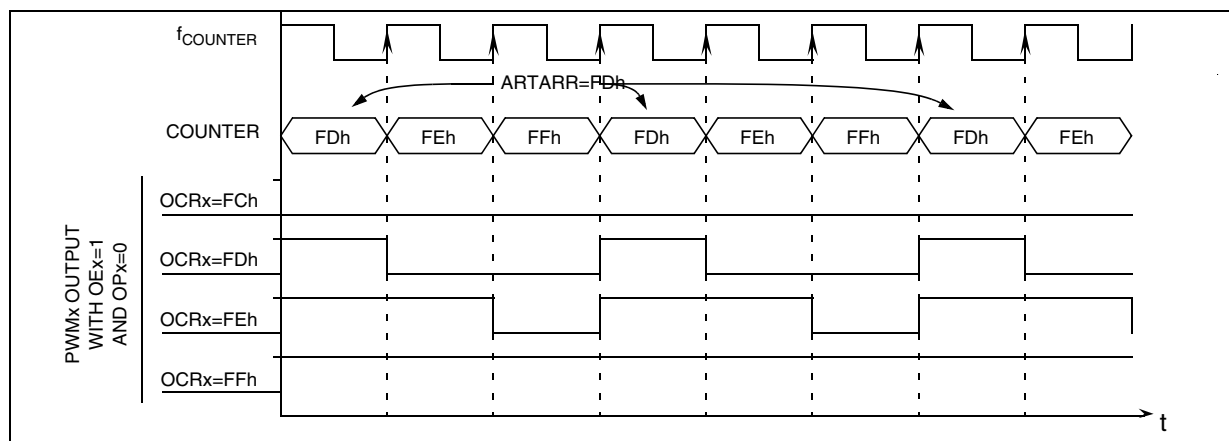 fCOUNTER
ARTARR=FDh
COUNTER
FDh FEh FFh FDh FEh FFh FDh FEh
OCRx=FCh
OCRx=FDh
OCRx=FEh
OCRx=FFh
PWMx OUTPUT
WITH OEx=1
AND OPx=0
t